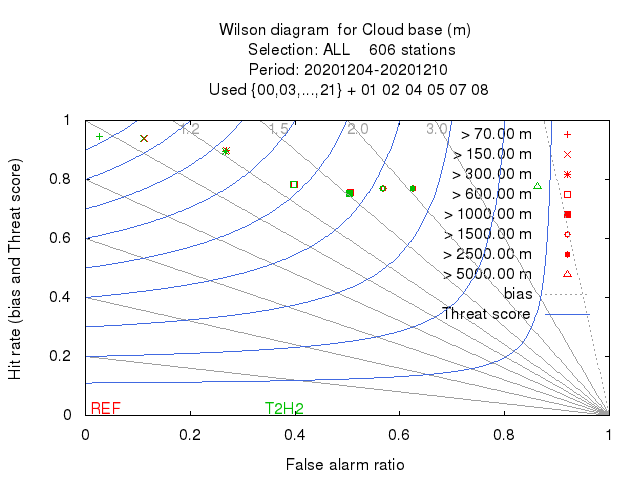 Wilson diagram  for Cloud base (m)
Selection: ALL    606 stations
Period: 20201204-20201210
Used {00,03,...,21} + 01 02 04 05 07 08
1
0.8
0.6
0.4
0.2
0
Hit rate (bias and Threat score)
1.2
1.5
2.0
3.0
> 70.00 m
> 150.00 m
> 300.00 m
> 600.00 m
> 1000.00 m
> 1500.00 m
> 2500.00 m
> 5000.00 m
bias
Threat score
REF
T2H2
0 0.2 0.4 0.6 0.8 1
False alarm ratio